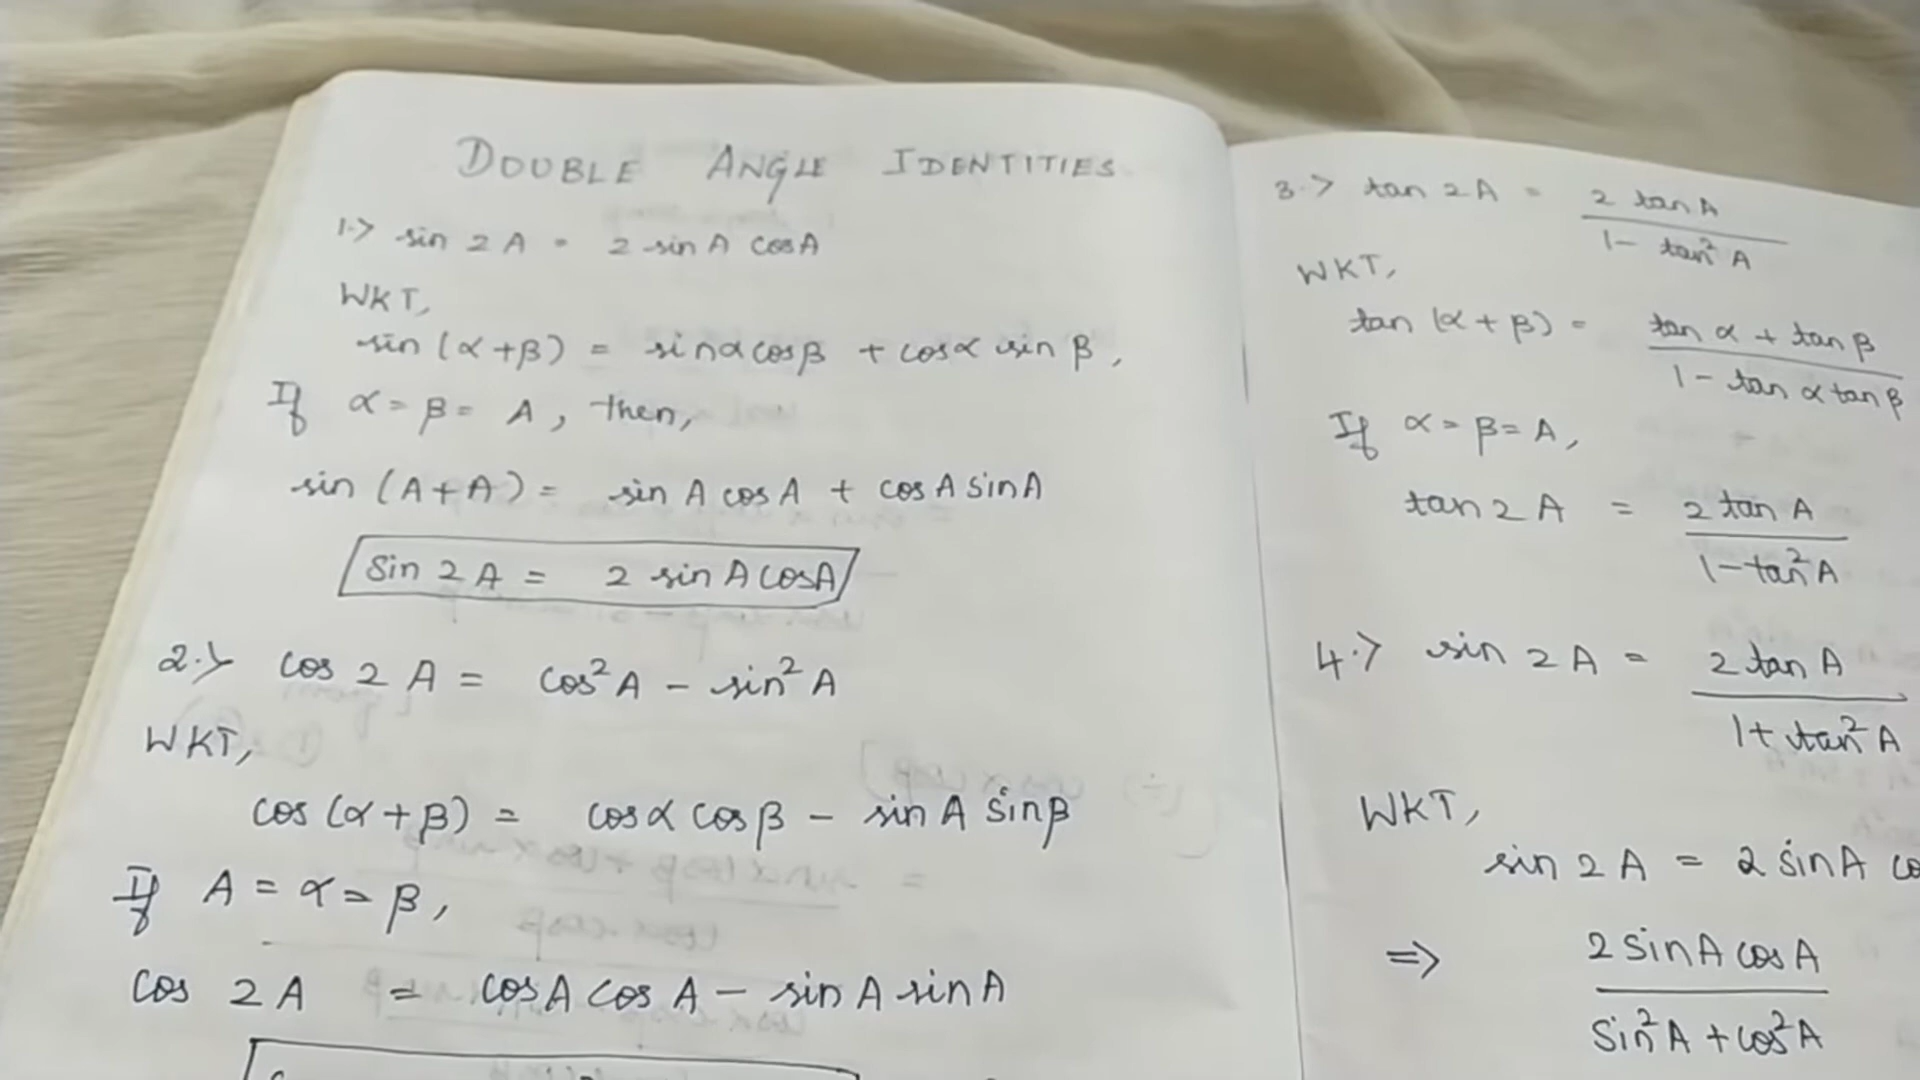 DOUBLE ANGLE IDENTITIES
1.> sin 2A = 2 sin A cos A
WKT,
sin (α+β) = sinα cosβ + cosα sin β,
If α = β = A, then,
sin (A+A) = sin A cos A + cos A sin A
Sin 2A = 2 sin A cos A
2.> cos 2A = cos²A - sin²A
WKT,
cos (α+β) = cosα cosβ - sin A sinβ
If A = α = β,
cos 2A = cos A cos A - sin A sin A
3.> tan 2A = 2 tan A / 1 - tan²A
WKT,
tan (α+β) = tan α + tan β / 1 - tan α tan β
If α = β = A,
tan 2A = 2 tan A / 1 - tan²A
4.> sin 2A = 2 tan A / 1 + tan²A
WKT,
sin 2A = 2 sin A co
=> 2 sin A cos A / Sin²A + cos²A